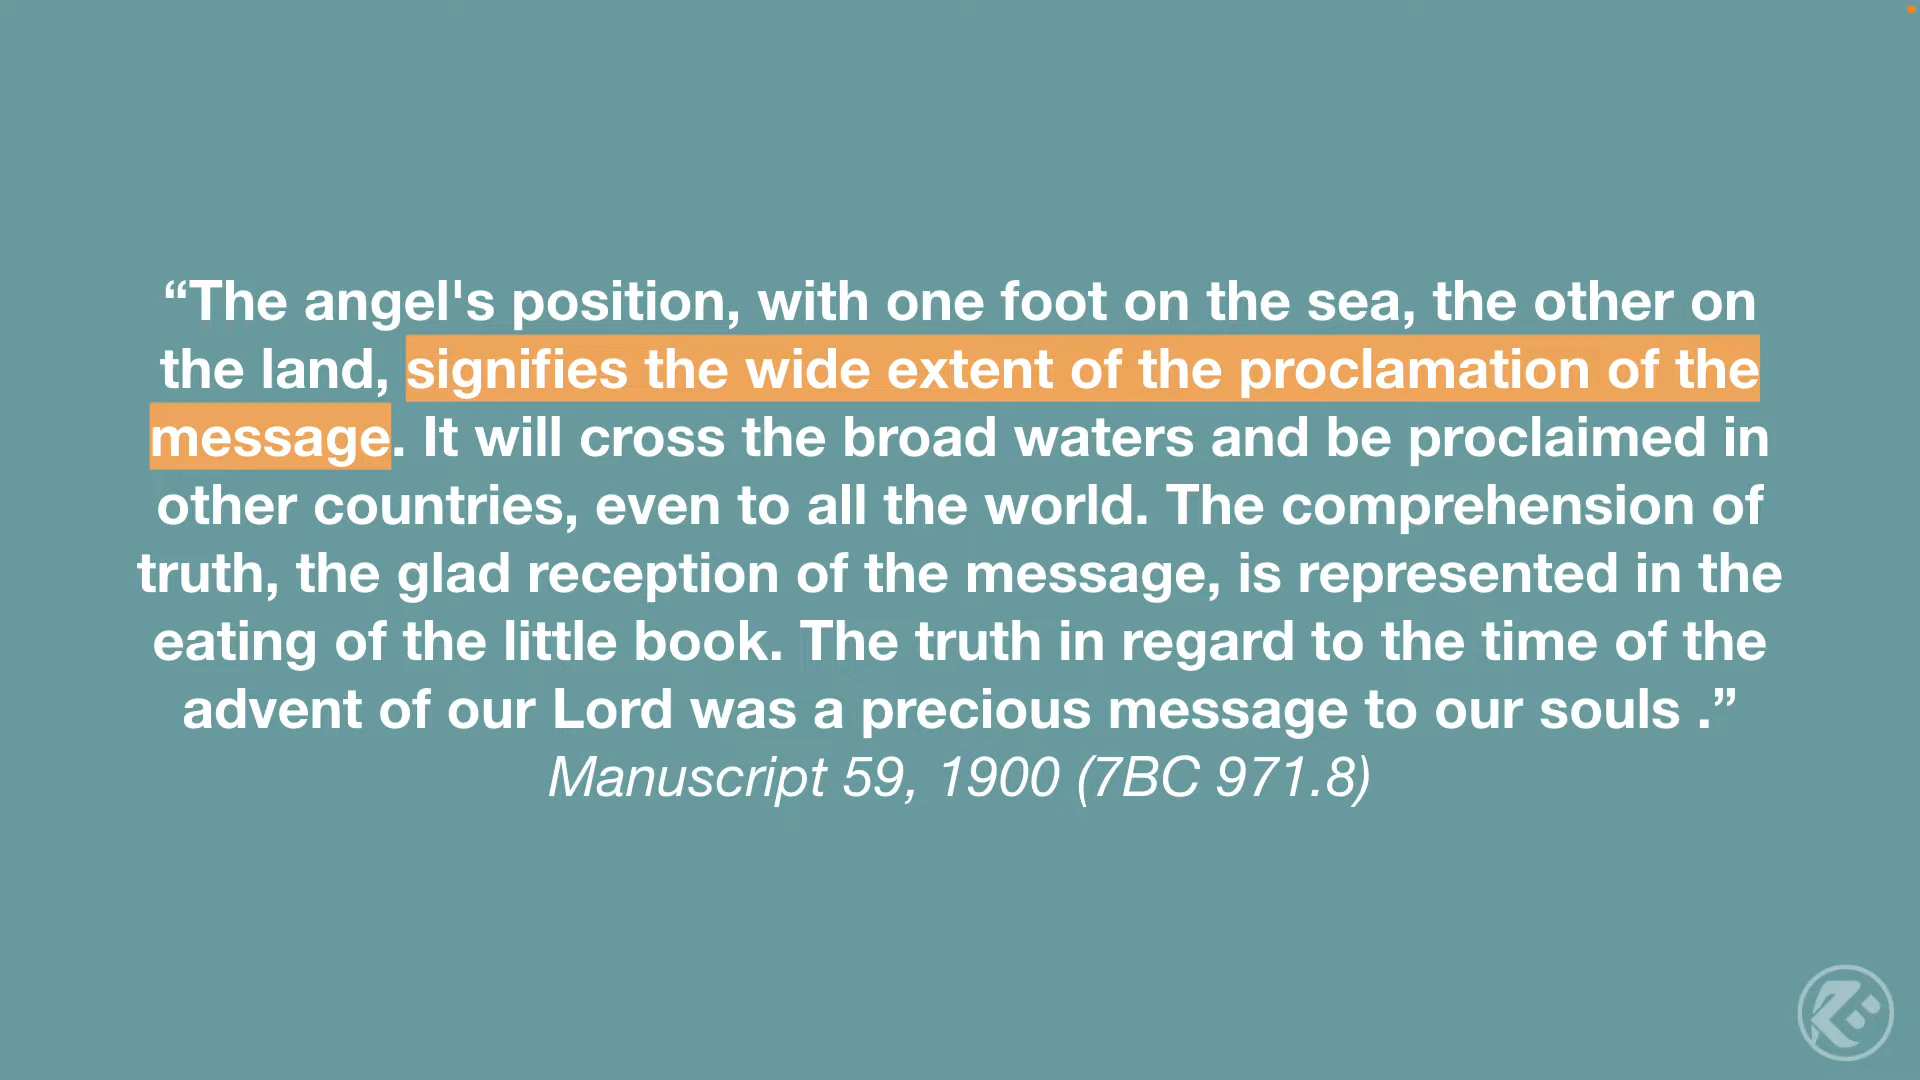 “The angel's position, with one foot on the sea, the other on
the land, signifies the wide extent of the proclamation of the
message. It will cross the broad waters and be proclaimed in
other countries, even to all the world. The comprehension of
truth, the glad reception of the message, is represented in the
eating of the little book. The truth in regard to the time of the
advent of our Lord was a precious message to our souls .”
Manuscript 59, 1900 (7BC 971.8)